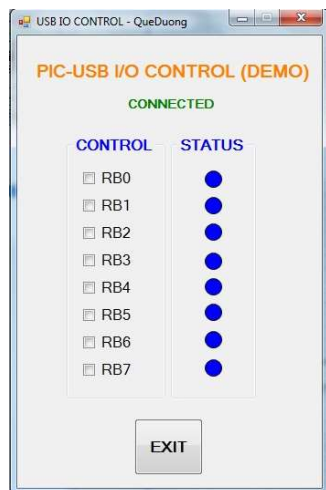 USB IO CONTROL - QueDuong
PIC-USB I/O CONTROL (DEMO)
CONNECTED
CONTROL STATUS
RB0
RB1
RB2
RB3
RB4
RB5
RB6
RB7
EXIT